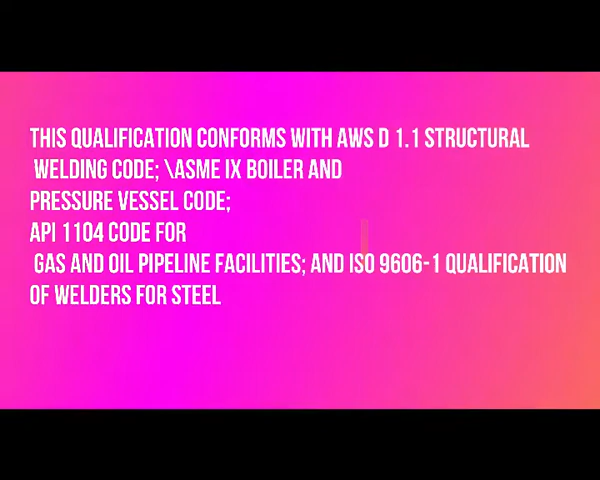 THIS QUALIFICATION CONFORMS WITH AWS D 1.1 STRUCTURAL
WELDING CODE; \ASME IX BOILER AND
PRESSURE VESSEL CODE;
API 1104 CODE FOR
GAS AND OIL PIPELINE FACILITIES; AND ISO 9606-1 QUALIFICATION
OF WELDERS FOR STEEL